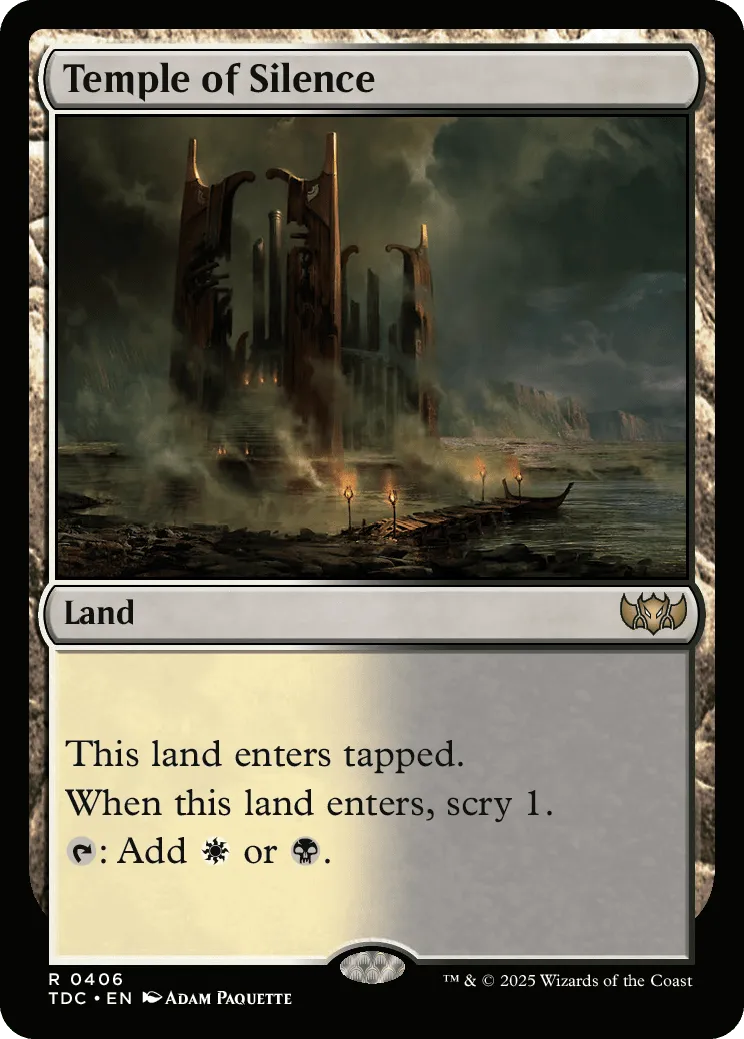 Temple of Silence
Land
This land enters tapped.
When this land enters, scry 1.
: Add or .
R 0406
TDC • EN ADAM PAQUETTE
™ & © 2025 Wizards of the Coast